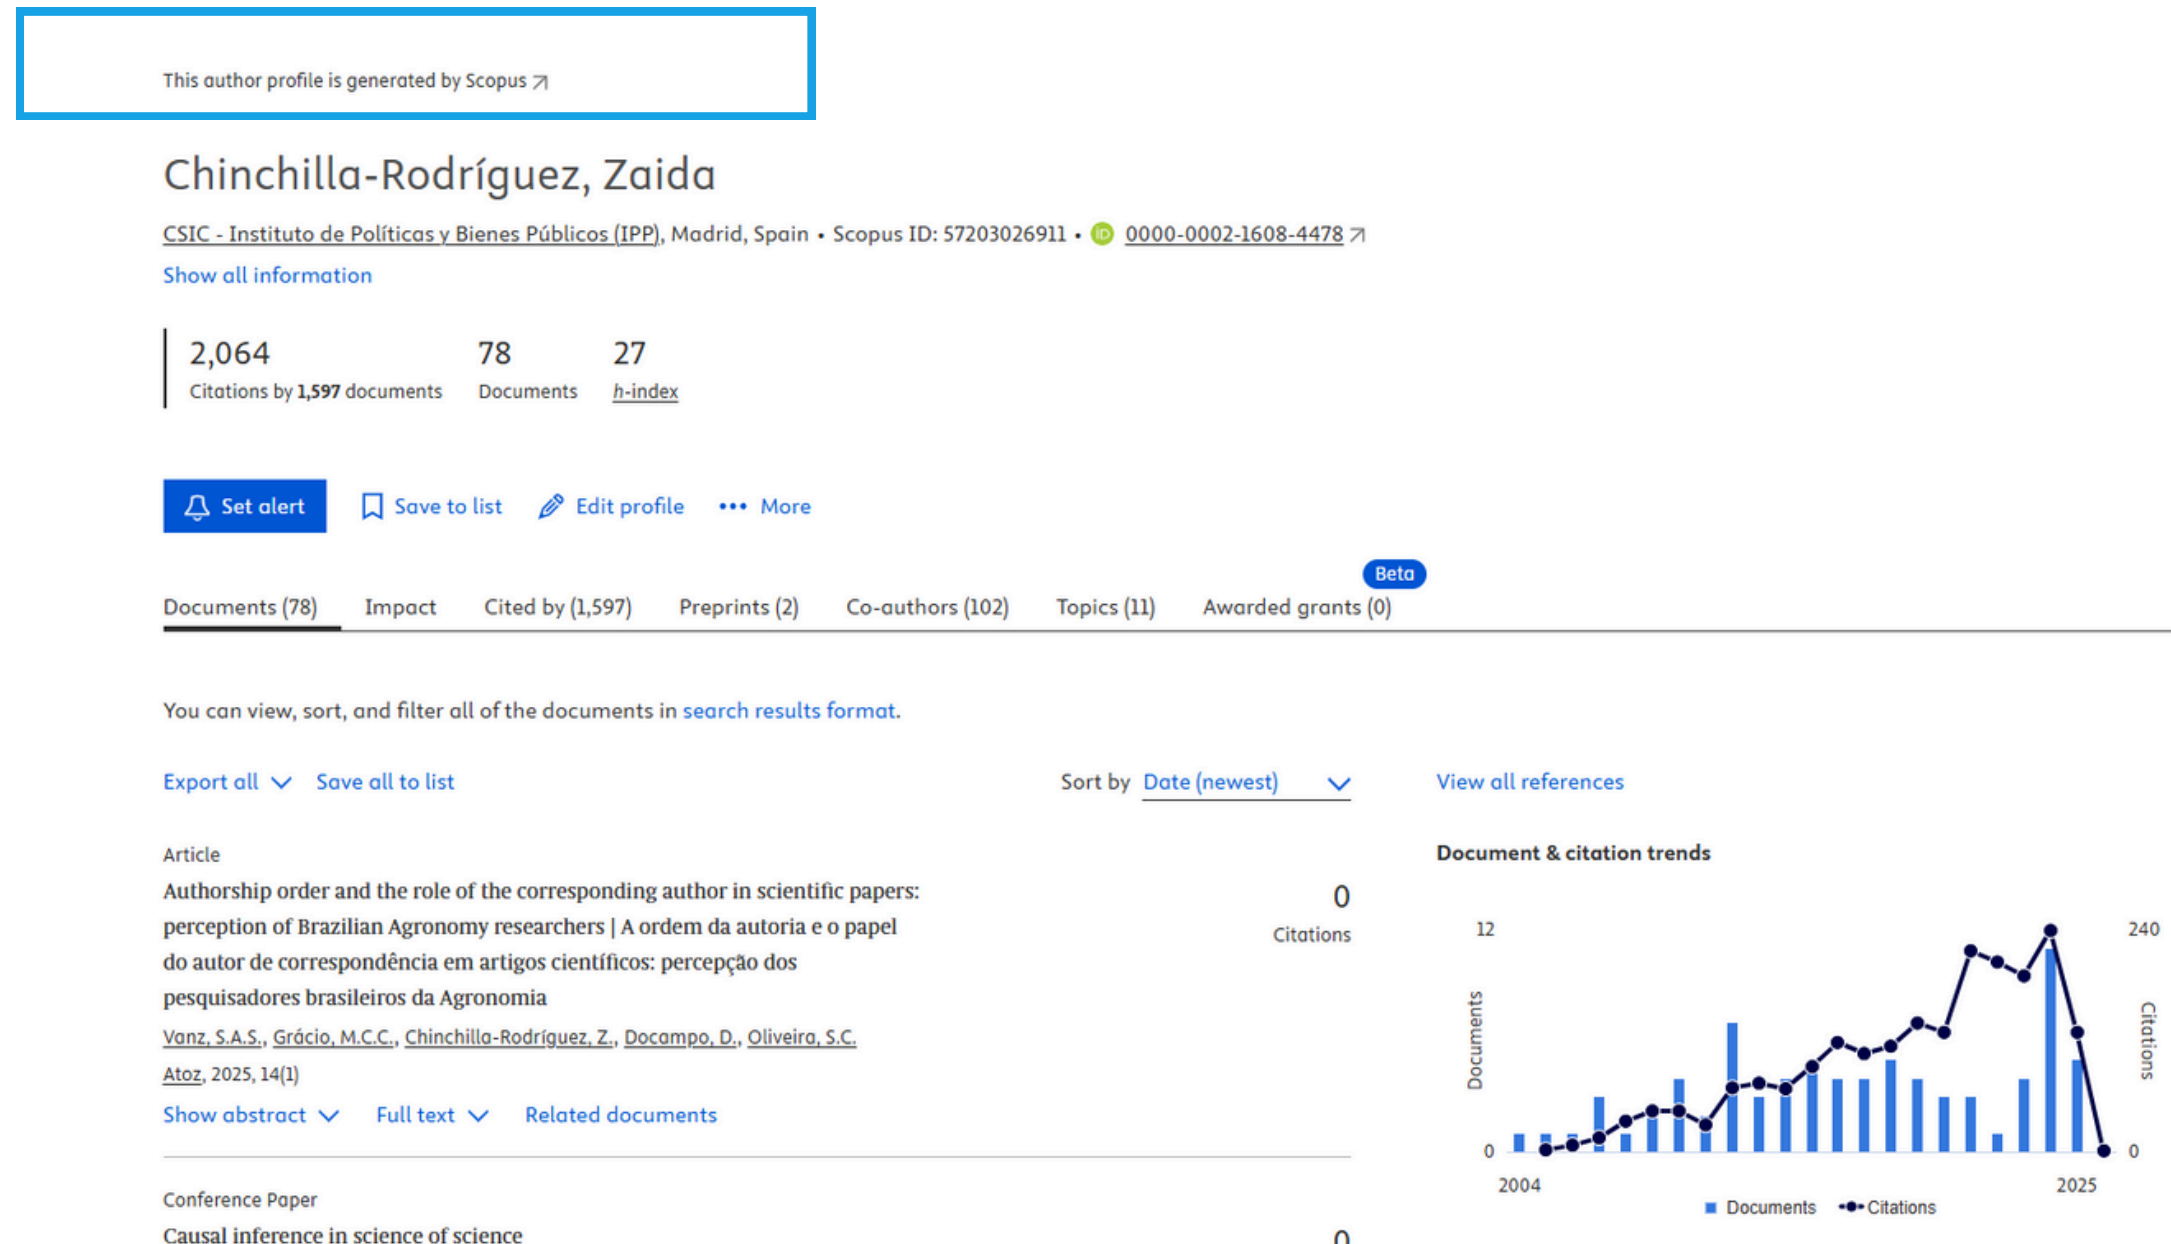 This author profile is generated by Scopus
Chinchilla-Rodríguez, Zaida
CSIC - Instituto de Políticas y Bienes Públicos (IPP), Madrid, Spain • Scopus ID: 57203026911 • iD 0000-0002-1608-4478
Show all information
2,064 78 27
Citations by 1,597 documents Documents h-index
Set alert Save to list Edit profile ••• More
Beta
Documents (78) Impact Cited by (1,597) Preprints (2) Co-authors (102) Topics (11) Awarded grants (0)
You can view, sort, and filter all of the documents in search results format.
Export all Save all to list Sort by Date (newest) View all references
Article
Authorship order and the role of the corresponding author in scientific papers:
perception of Brazilian Agronomy researchers | A ordem da autoria e o papel
do autor de correspondência em artigos científicos: percepção dos
pesquisadores brasileiros da Agronomia
0
Citations
Vanz, S.A.S., Grácio, M.C.C., Chinchilla-Rodríguez, Z., Docampo, D., Oliveira, S.C.
Atoz, 2025, 14(1)
Show abstract Full text Related documents
Conference Paper
Causal inference in science of science
0
Document & citation trends
12 240
Documents
Citations
0 0
2004 2025
Documents Citations